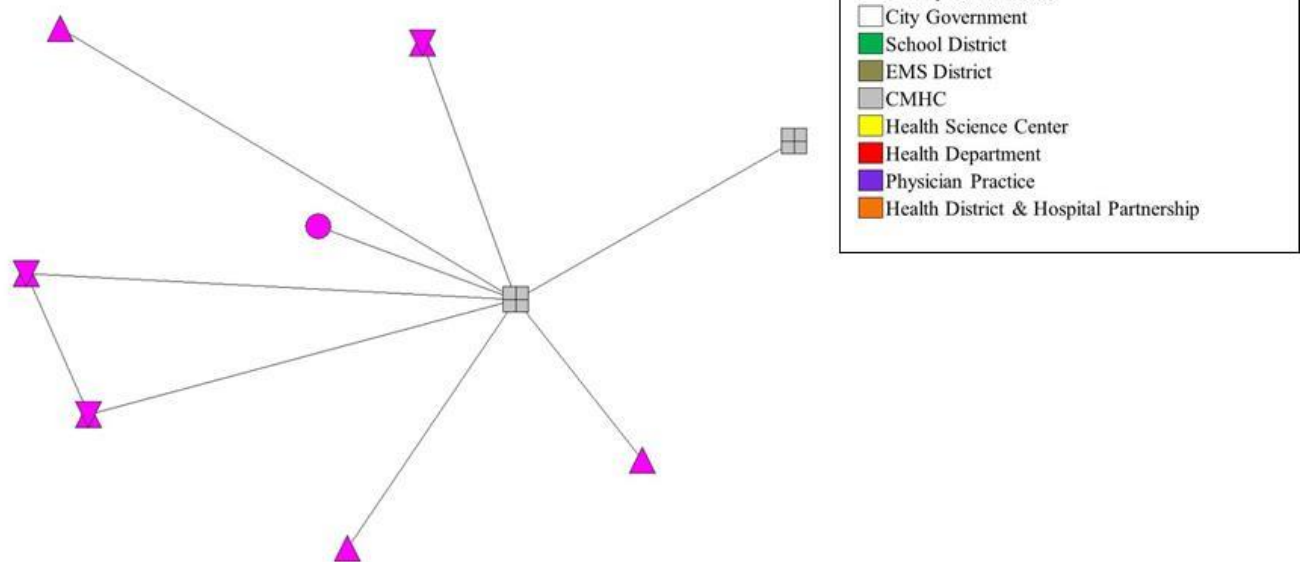 City Government
School District
EMS District
CMHC
Health Science Center
Health Department
Physician Practice
Health District & Hospital Partnership